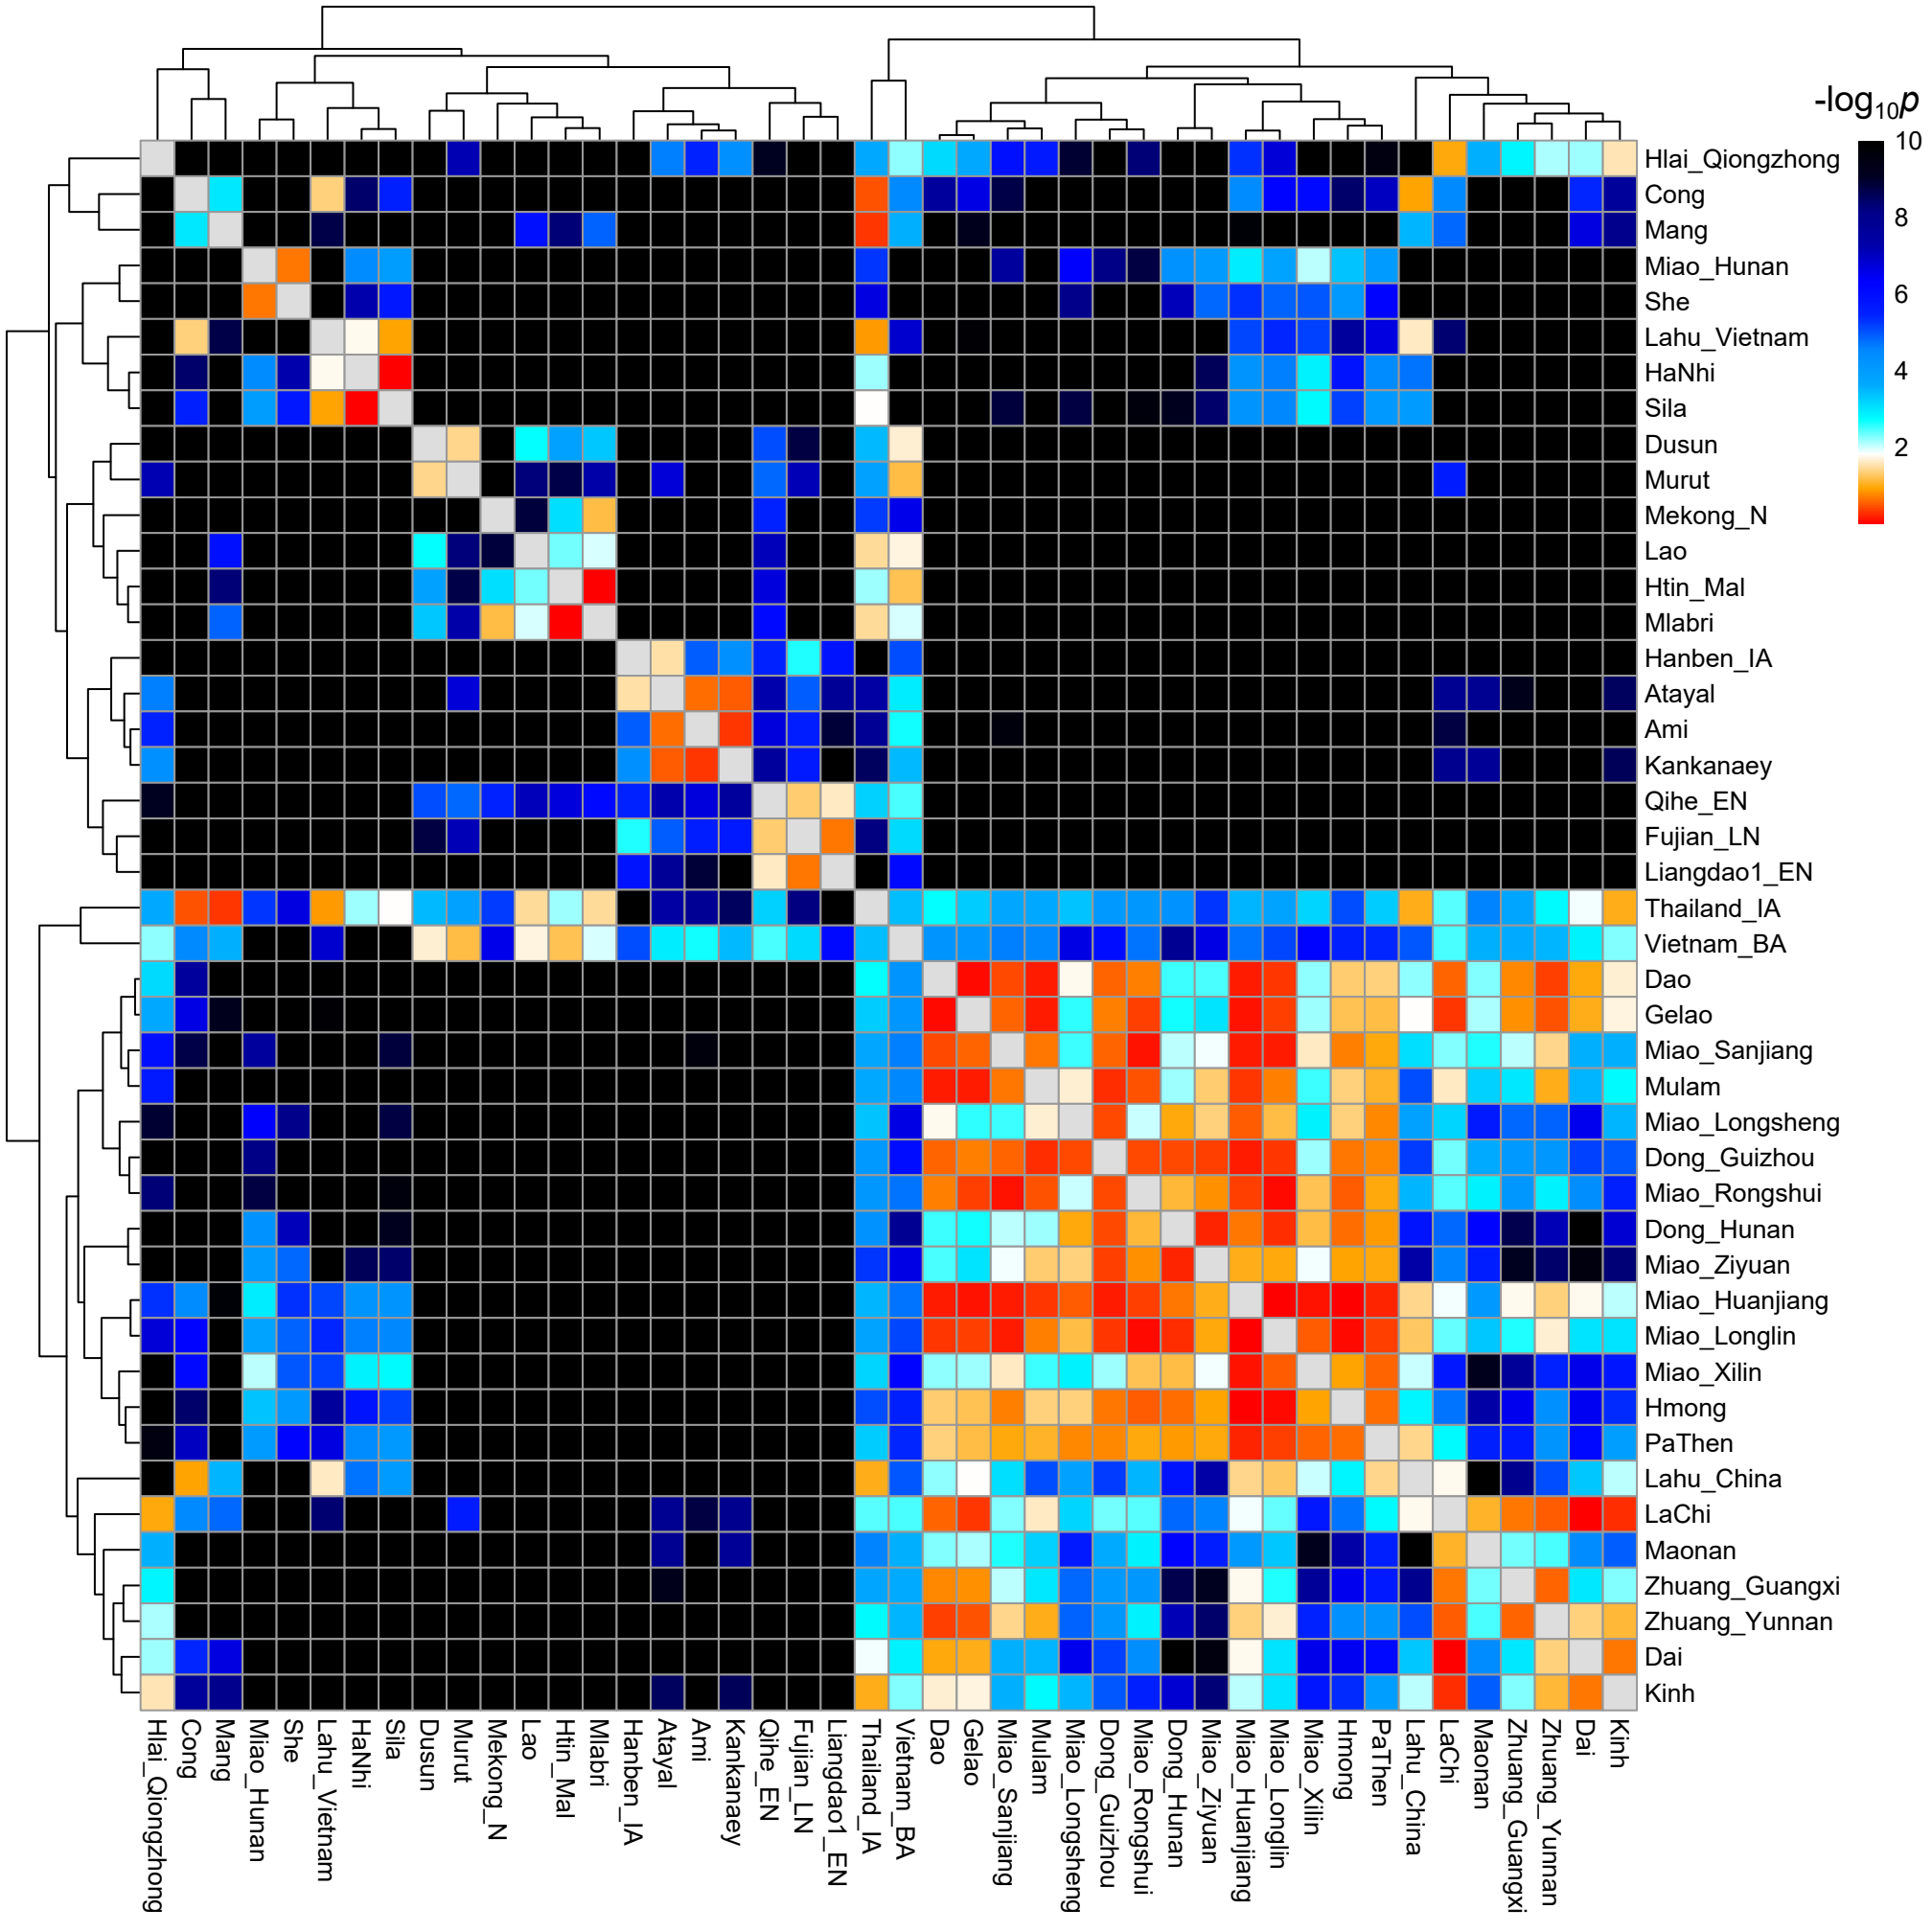 -log₁₀p
10
8
6
4
2
Hlai_Qiongzhong
Cong
Mang
Miao_Hunan
She
Lahu_Vietnam
HaNhi
Sila
Dusun
Murut
Mekong_N
Lao
Htin_Mal
Mlabri
Hanben_IA
Atayal
Ami
Kankanaey
Qihe_EN
Fujian_LN
Liangdao1_EN
Thailand_IA
Vietnam_BA
Dao
Gelao
Miao_Sanjiang
Mulam
Miao_Longsheng
Dong_Guizhou
Miao_Rongshui
Dong_Hunan
Miao_Ziyuan
Miao_Huanjiang
Miao_Longlin
Miao_Xilin
Hmong
PaThen
Lahu_China
LaChi
Maonan
Zhuang_Guangxi
Zhuang_Yunnan
Dai
Kinh
Hlai_Qiongzhong
Cong
Mang
Miao_Hunan
She
Lahu_Vietnam
HaNhi
Sila
Dusun
Murut
Mekong_N
Lao
Htin_Mal
Mlabri
Hanben_IA
Atayal
Ami
Kankanaey
Qihe_EN
Fujian_LN
Liangdao1_EN
Thailand_IA
Vietnam_BA
Dao
Gelao
Miao_Sanjiang
Mulam
Miao_Longsheng
Dong_Guizhou
Miao_Rongshui
Dong_Hunan
Miao_Ziyuan
Miao_Huanjiang
Miao_Longlin
Miao_Xilin
Hmong
PaThen
Lahu_China
LaChi
Maonan
Zhuang_Guangxi
Zhuang_Yunnan
Dai
Kinh